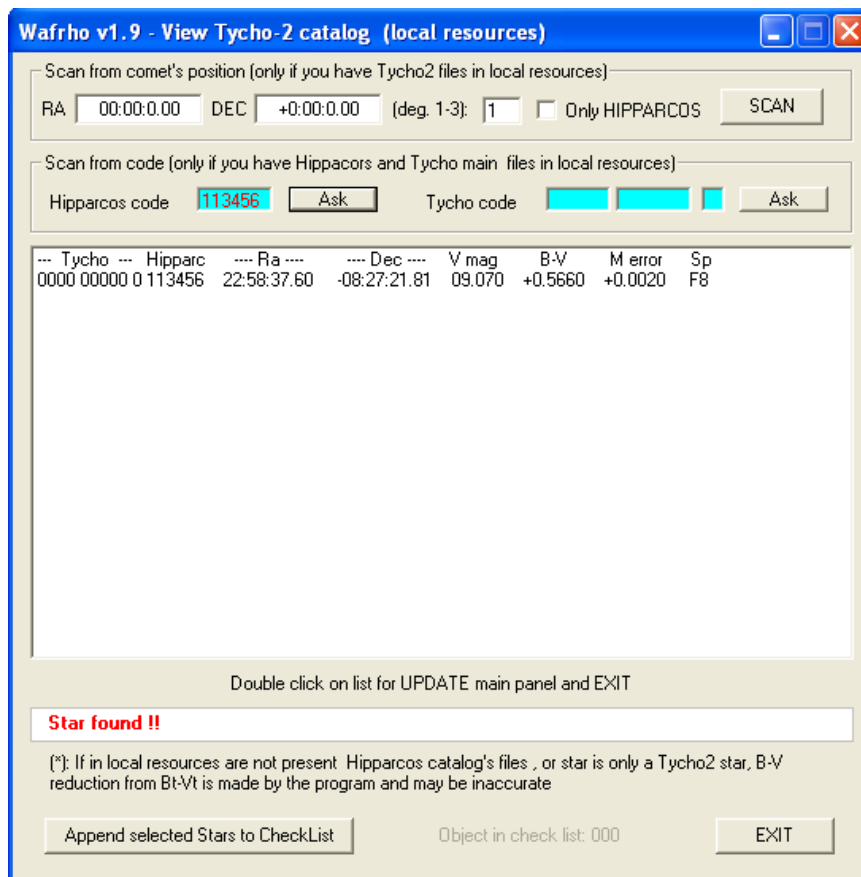 Wafrho v1.9 - View Tycho-2 catalog (local resources)
Scan from comet's position (only if you have Tycho2 files in local resources)
RA 00:00:0.00 DEC +0:00:0.00 (deg. 1-3): 1 Only HIPPARCOS SCAN
Scan from code (only if you have Hippacors and Tycho main files in local resources)
Hipparcos code 113456 Ask Tycho code Ask
--- Tycho --- Hipparc ---- Ra ---- ---- Dec ---- V mag B-V M error Sp
0000 00000 0 113456 22:58:37.60 -08:27:21.81 09.070 +0.5660 +0.0020 F8
Double click on list for UPDATE main panel and EXIT
Star found !!
(*): If in local resources are not present Hipparcos catalog's files , or star is only a Tycho2 star, B-V
reduction from Bt-Vt is made by the program and may be inaccurate
Append selected Stars to CheckList Object in check list: 000 EXIT